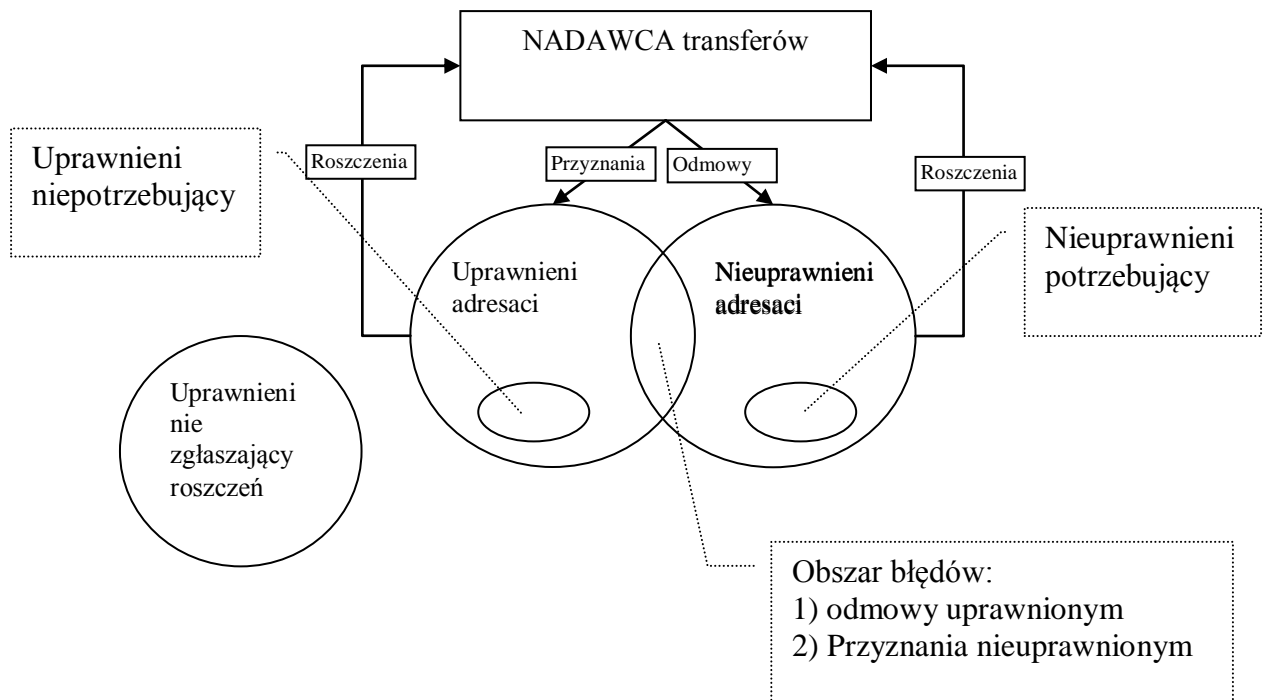 NADAWCA transferów
Uprawnieni
niepotrzebujący
Roszczenia
Przyznania
Odmowy
Roszczenia
Nieuprawnieni
potrzebujący
Uprawnieni
adresaci
Nieuprawnieni
adresaci
Uprawnieni
nie
zgłaszający
roszczeń
Obszar błędów:
1) odmowy uprawnionym
2) Przyznania nieuprawnionym